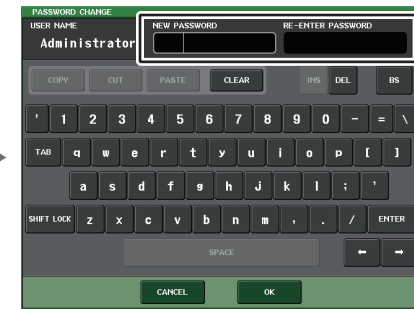 PASSWORD CHANGE
USER NAME NEW PASSWORD RE-ENTER PASSWORD
Administrator
COPY CUT PASTE CLEAR INS DEL BS
' 1 2 3 4 5 6 7 8 9 0 - = \
TAB q w e r t y u i o p [ ]
a s d f g h j k l ; '
SHIFT LOCK z x c v b n m , . / ENTER
SPACE ← →
CANCEL OK